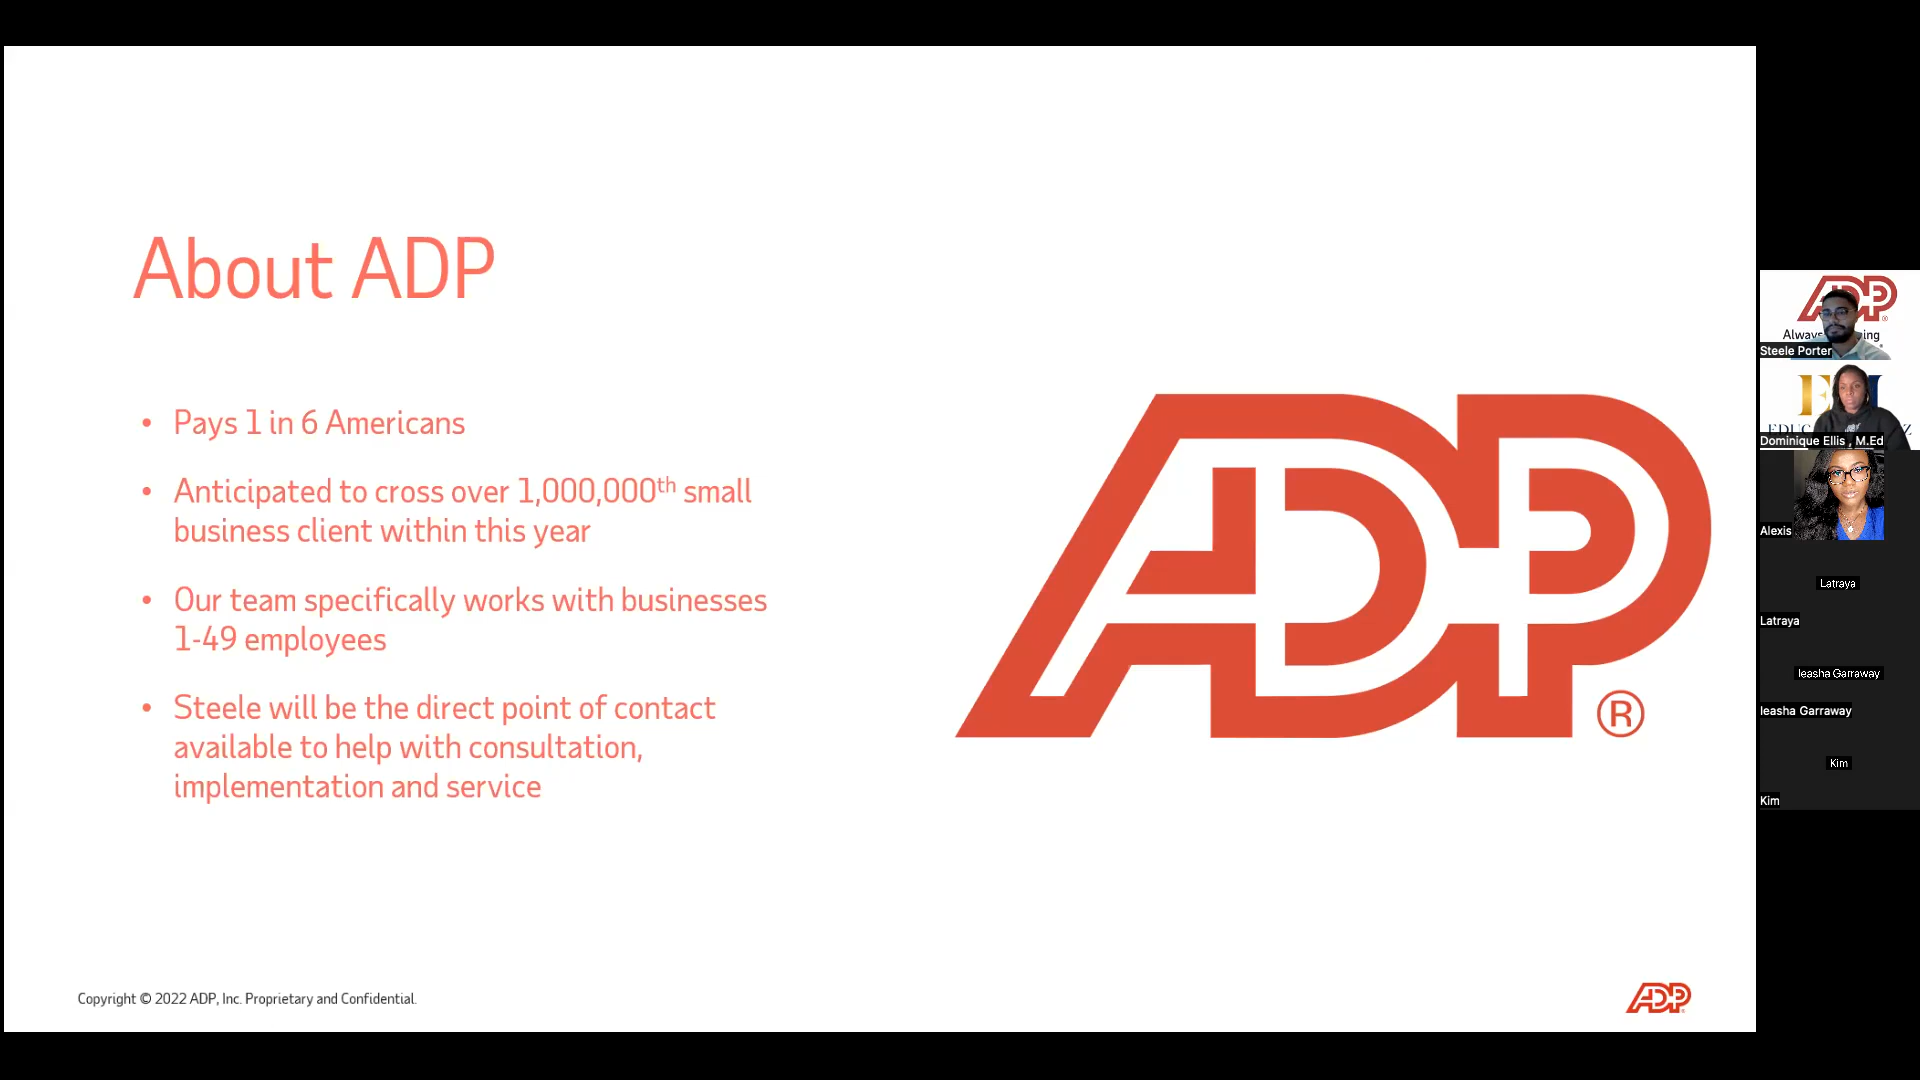 About ADP
• Pays 1 in 6 Americans
• Anticipated to cross over 1,000,000th small
business client within this year
• Our team specifically works with businesses
1-49 employees
• Steele will be the direct point of contact
available to help with consultation,
implementation and service
ADP®
Copyright © 2022 ADP, Inc. Proprietary and Confidential.
ADP
ADP
Steele Porter
Dominique Ellis , M.Ed
Alexis
Latraya
Latraya
Ieasha Garraway
Ieasha Garraway
Kim
Kim